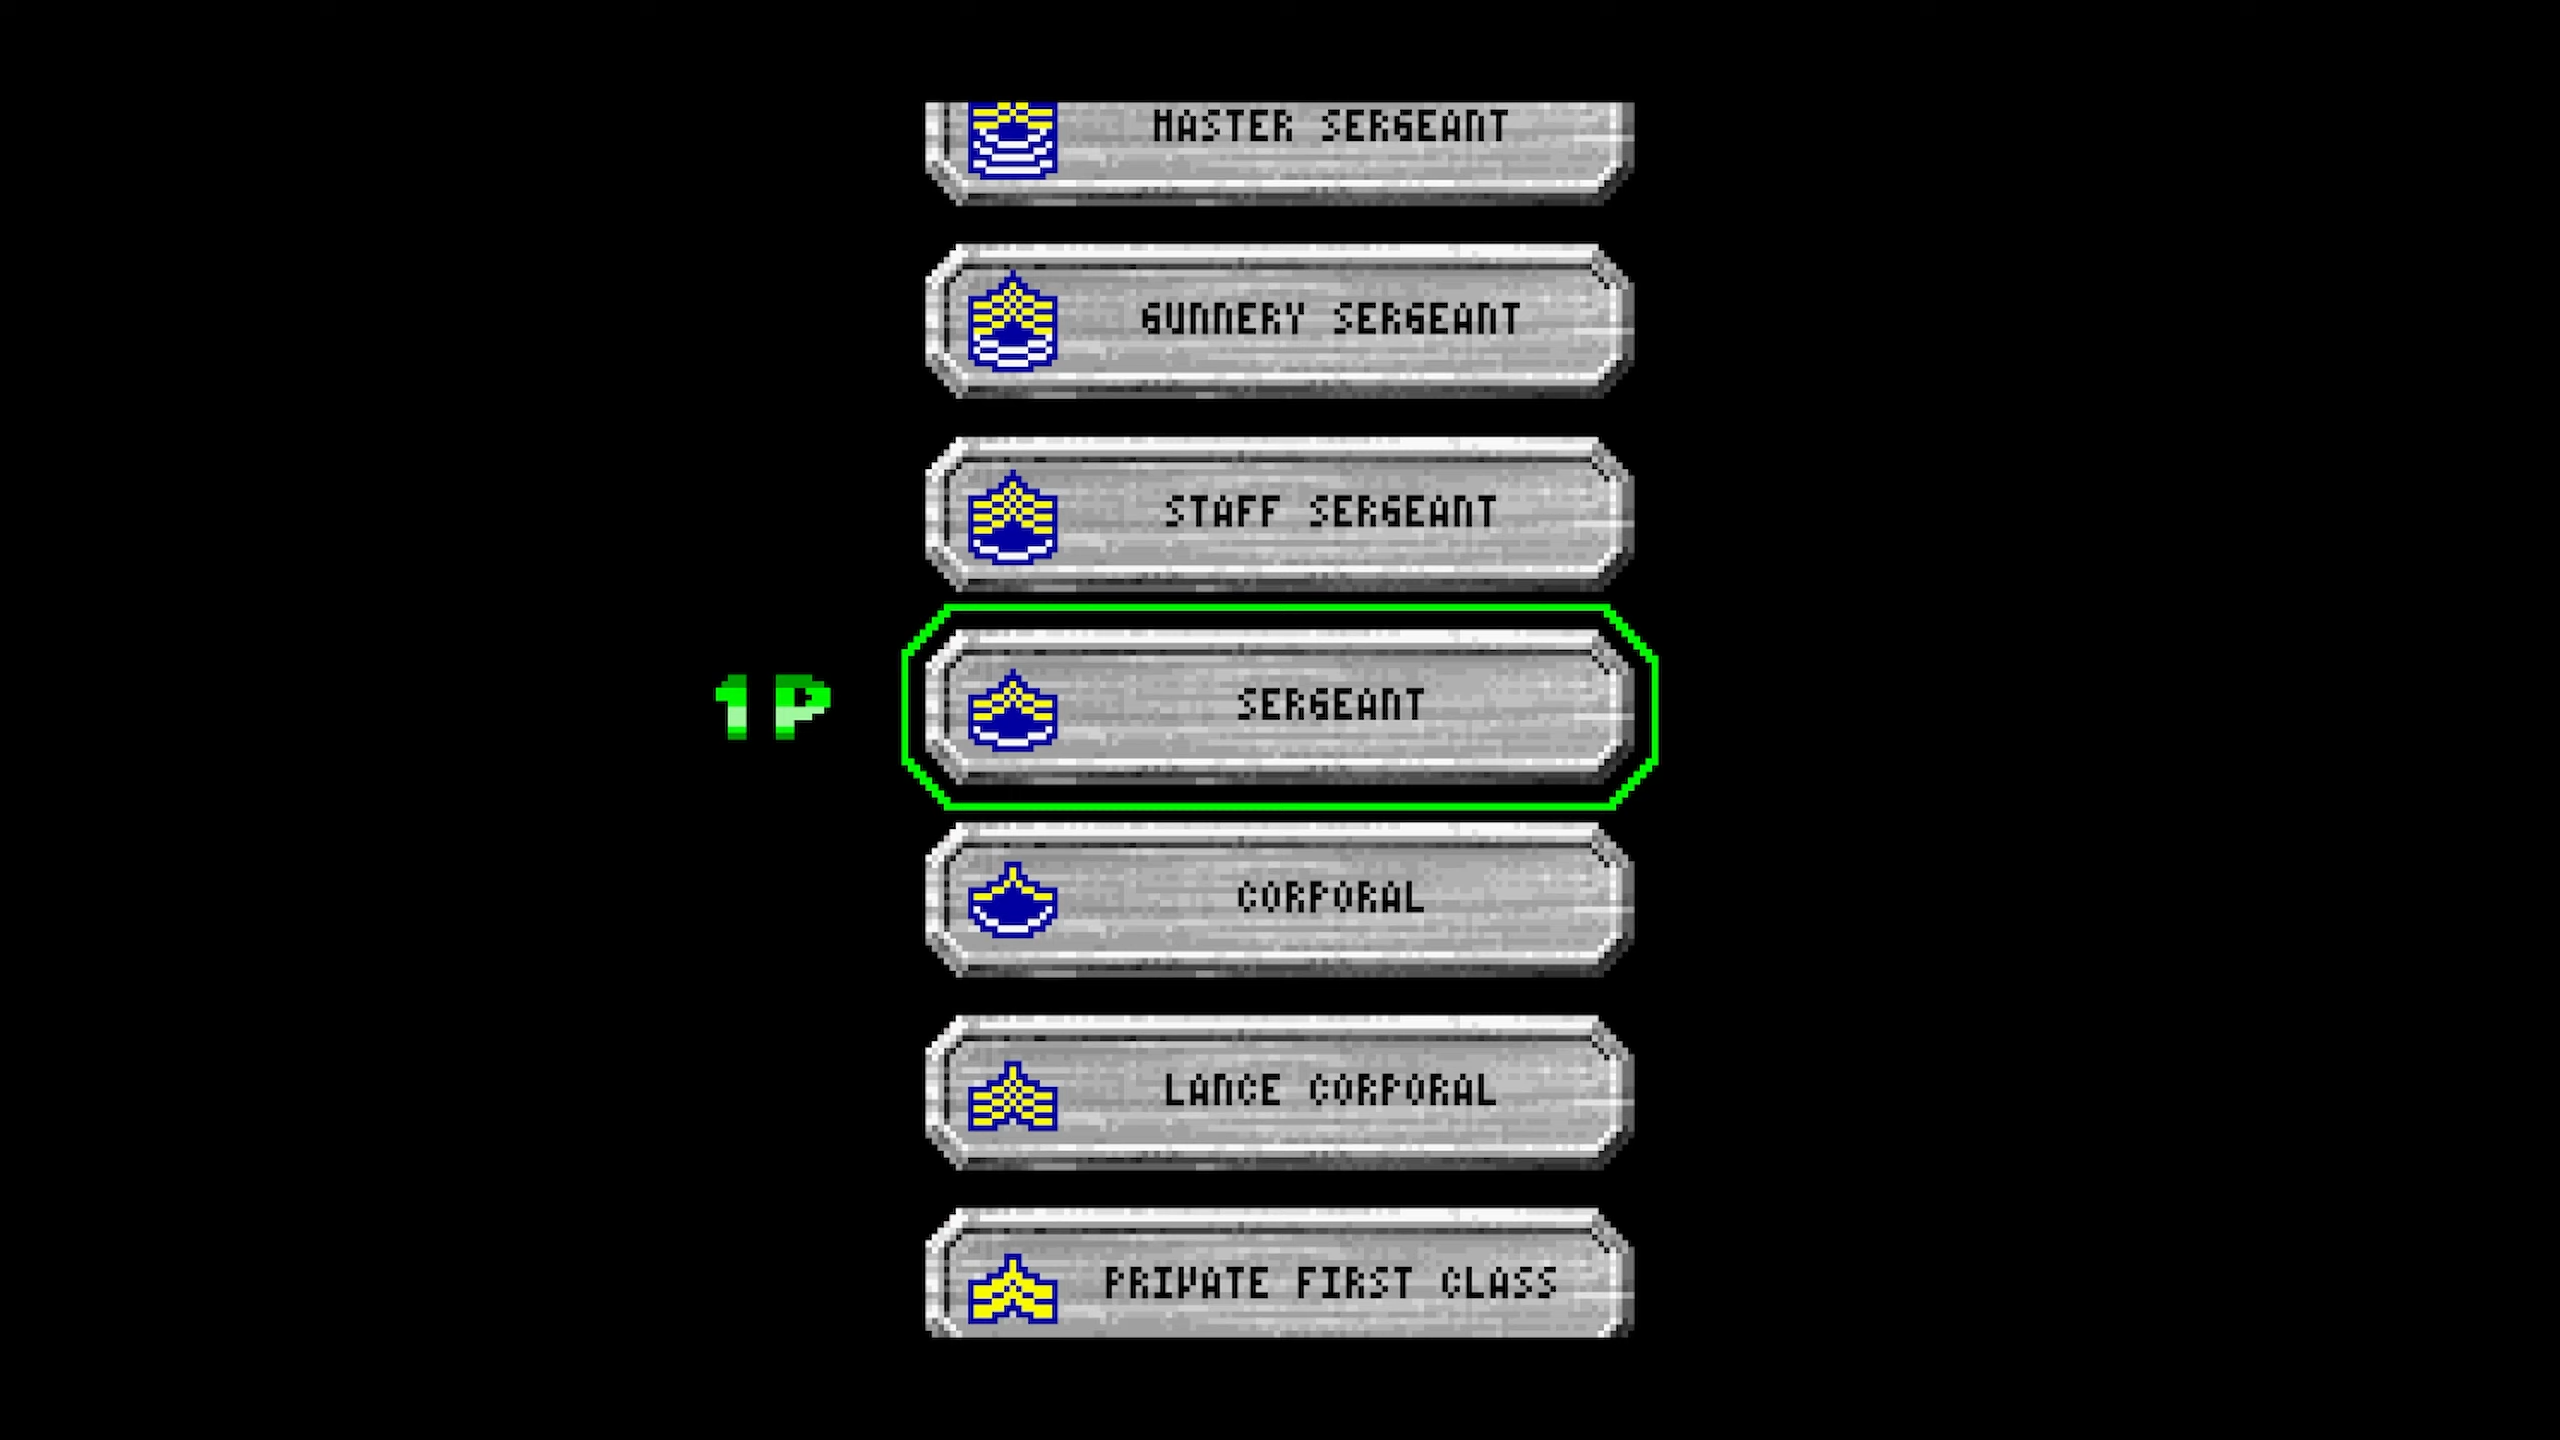 MASTER SERGEANT
GUNNERY SERGEANT
STAFF SERGEANT
1P
SERGEANT
CORPORAL
LANCE CORPORAL
PRIVATE FIRST CLASS